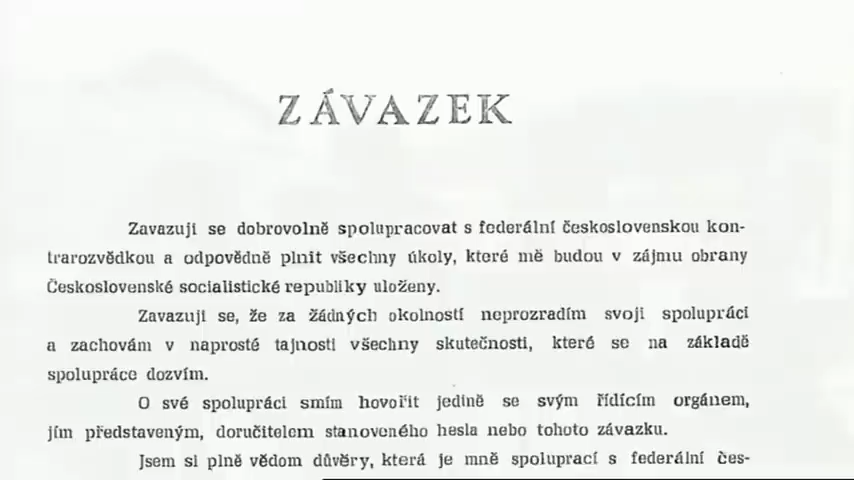 ZÁVAZEK
Zavazuji se dobrovolně spolupracovat s federální československou kon-
trarozvědkou a odpovědně plnit všechny úkoly, které mě budou v zájmu obrany
Československé socialistické republiky uloženy.
Zavazuji se, že za žádných okolností neprozradím svoji spolupráci
a zachovám v naprosté tajnosti všechny skutečnosti, které se na základě
spolupráce dozvím.
O své spolupráci smím hovořit jedině se svým řídícím orgánem,
jím představeným, doručitelem stanoveného hesla nebo tohoto závazku.
Jsem si plně vědom důvěry, která je mně spoluprací s federální čes-